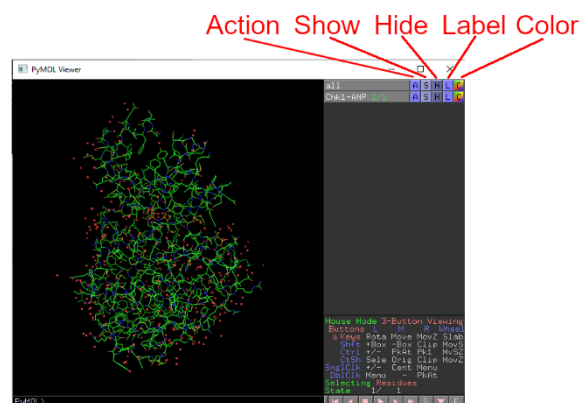 Action Show Hide Label Color
PyMOL Viewer
all A S H L C
Chk1-ANP 1/1 A S H L C
Mouse Mode 3-Button Viewing
Buttons L M R Wheel
& Keys Rota Move MovZ Slab
Shft +Box -Box Clip MovS
Ctrl +/- PkAt Pk1 MvSZ
CtSh Sele Orig Clip MovZ
SnglClk +/- Cent Menu
DblClk Menu - PkAt
Selecting Residues
State 1/ 1
S F
PyMOL>